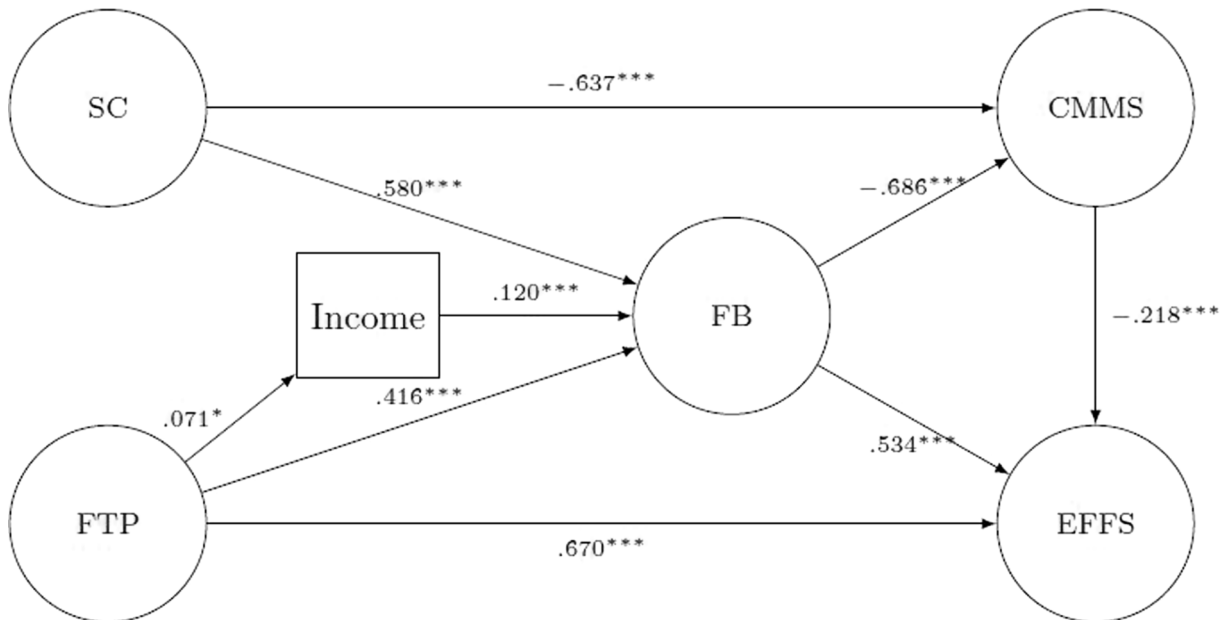 SC
−.637***
CMMS
.580***
−.686***
Income
.120***
FB
−.218***
.071*
.416***
.534***
FTP
.670***
EFFS